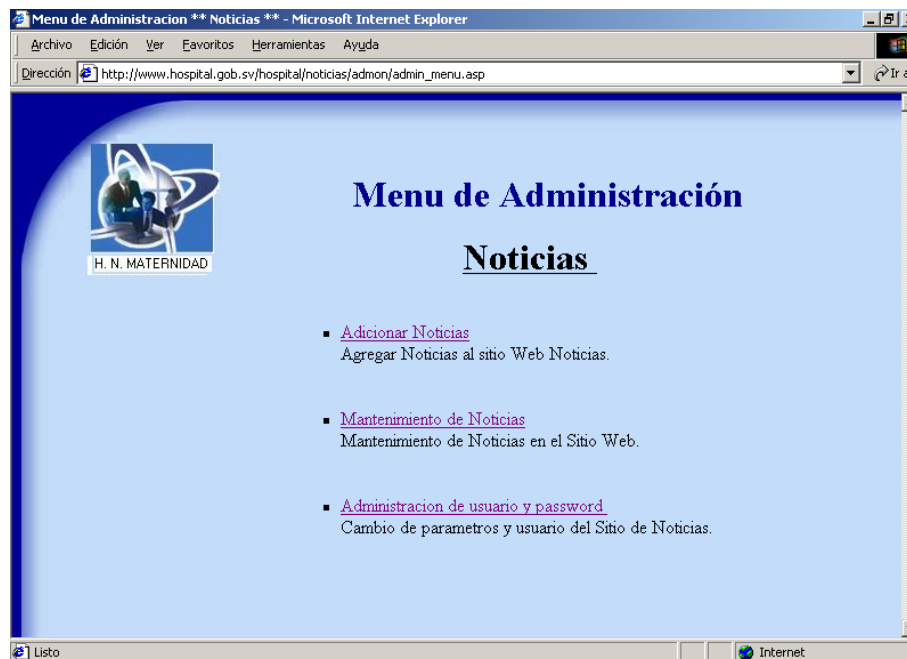 Menu de Administracion ** Noticias ** - Microsoft Internet Explorer
Archivo Edición Ver Favoritos Herramientas Ayuda
Dirección http://www.hospital.gob.sv/hospital/noticias/admon/admin_menu.asp Ir a
H. N. MATERNIDAD
Menu de Administración
Noticias
Adicionar Noticias
Agregar Noticias al sitio Web Noticias.
Mantenimiento de Noticias
Mantenimiento de Noticias en el Sitio Web.
Administracion de usuario y password
Cambio de parametros y usuario del Sitio de Noticias.
Listo Internet